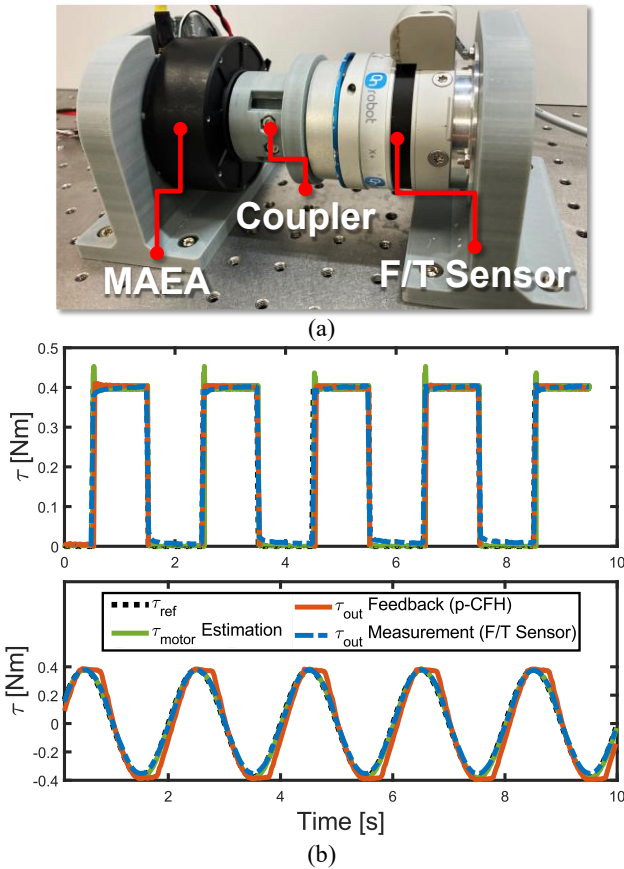 On
robot
X+
Coupler
MAEA
F/T Sensor
(a)
0.5
0.4
0.3
0.2
0.1
0
τ [Nm]
0 2 4 6 8 10
τref τout Feedback (p-CFH)
τmotor Estimation τout Measurement (F/T Sensor)
0.4
0.2
0
-0.2
-0.4
τ [Nm]
2 4 6 8 10
Time [s]
(b)